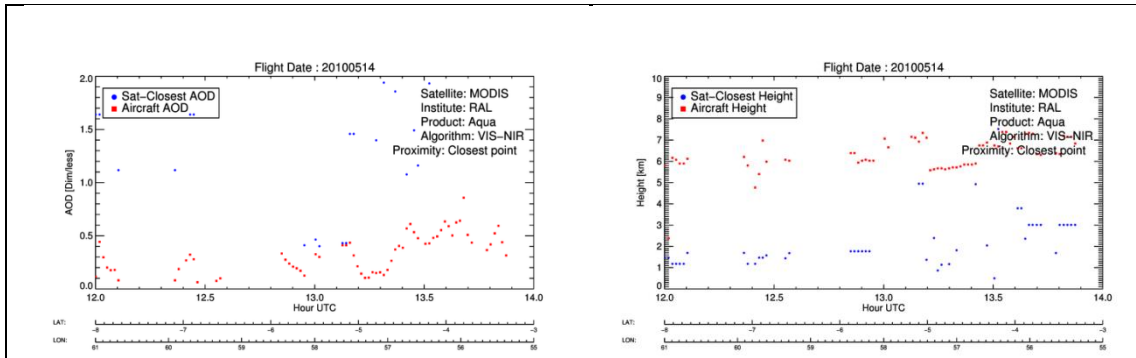 Flight Date : 20100514
2.0
1.5
1.0
0.5
0.0
AOD [Dim/less]
Sat-Closest AOD
Aircraft AOD
Satellite: MODIS
Institute: RAL
Product: Aqua
Algorithm: VIS-NIR
Proximity: Closest point
12.0 12.5 13.0 13.5 14.0
Hour UTC
LAT:
-8 -7 -6 -5 -4 -3
LON:
61 60 59 58 57 56 55
Flight Date : 20100514
10
9
8
7
6
5
4
3
2
1
0
Height [km]
Sat-Closest Height
Aircraft Height
Satellite: MODIS
Institute: RAL
Product: Aqua
Algorithm: VIS-NIR
Proximity: Closest point
12.0 12.5 13.0 13.5 14.0
Hour UTC
LAT:
-8 -7 -6 -5 -4 -3
LON:
61 60 59 58 57 56 55